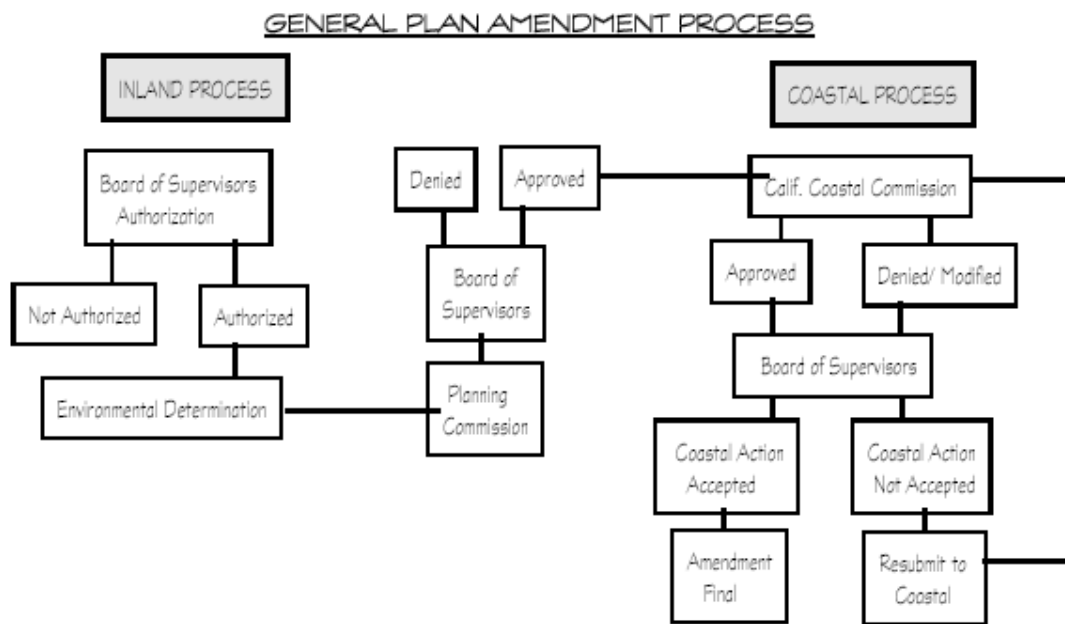 GENERAL PLAN AMENDMENT PROCESS
INLAND PROCESS
COASTAL PROCESS
Board of Supervisors
Authorization
Not Authorized
Authorized
Environmental Determination
Denied
Approved
Board of
Supervisors
Planning
Commission
Calif. Coastal Commission
Approved
Denied/ Modified
Board of Supervisors
Coastal Action
Accepted
Coastal Action
Not Accepted
Amendment
Final
Resubmit to
Coastal